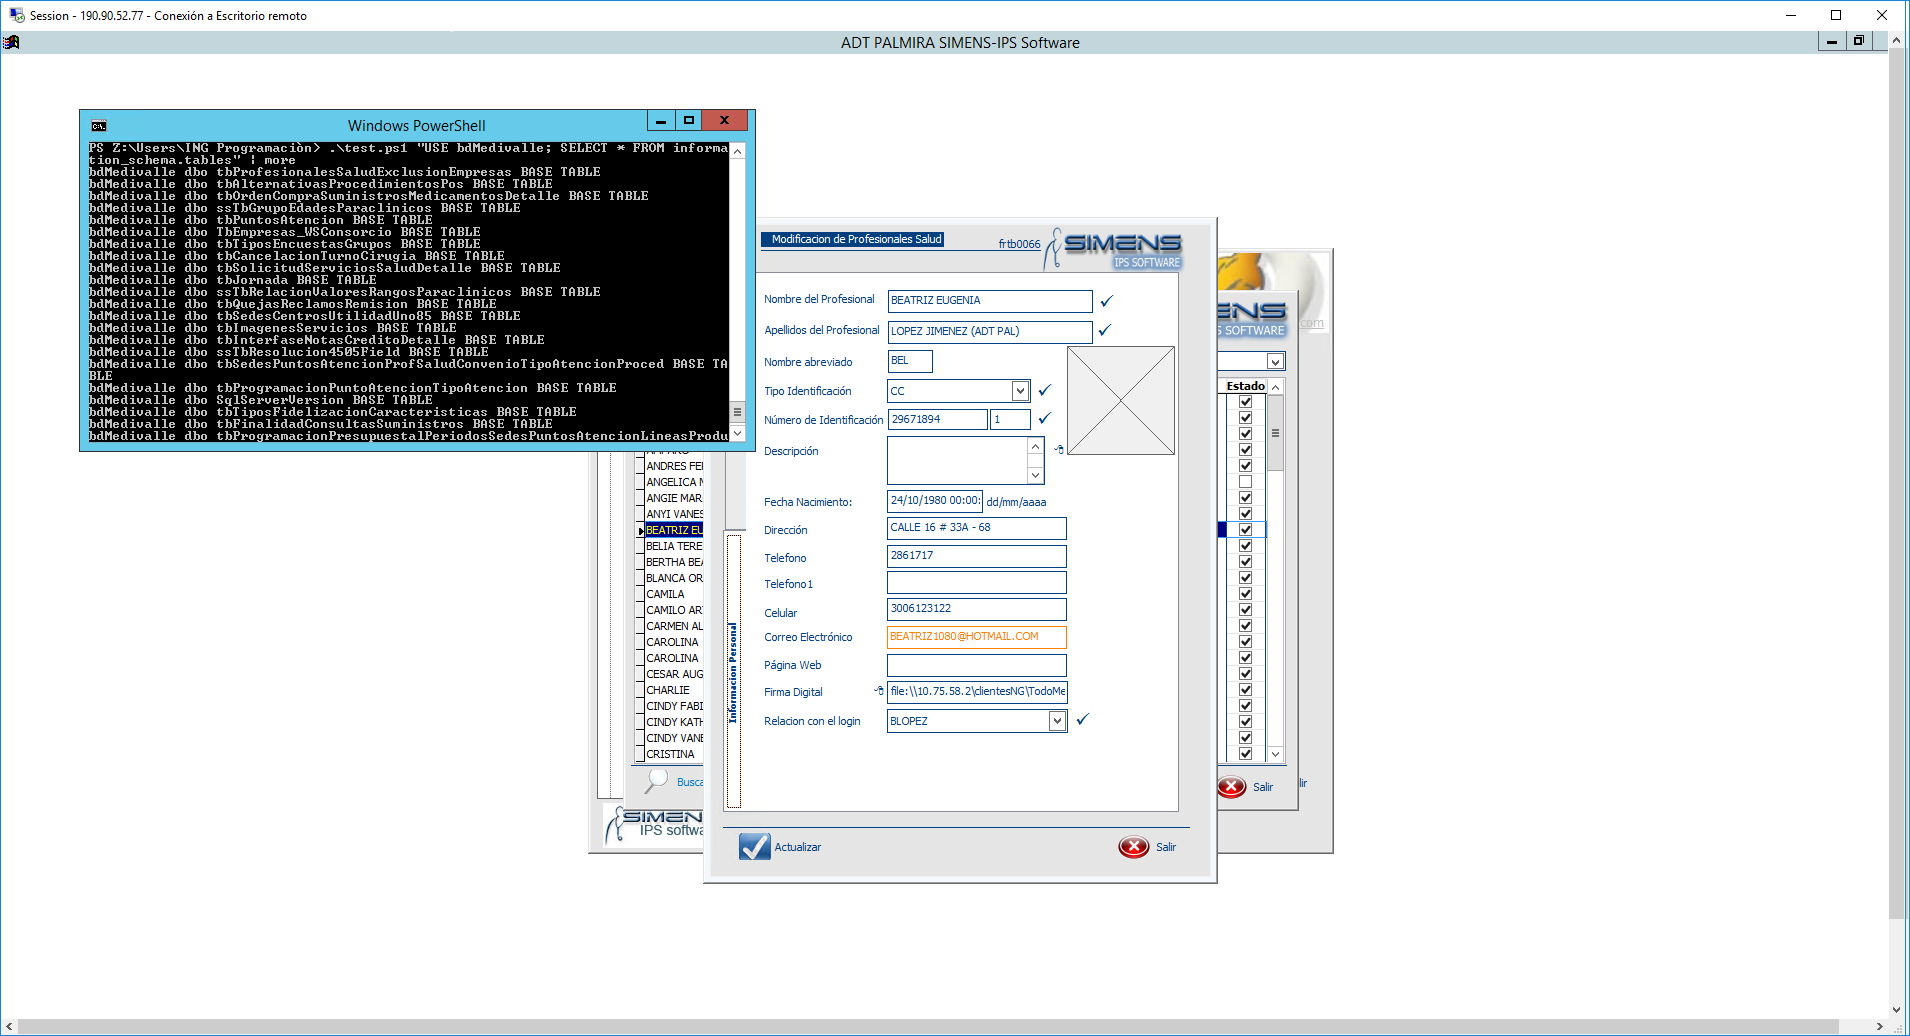 Session - 190.90.52.77 - Conexión a Escritorio remoto
ADT PALMIRA SIMENS-IPS Software
Windows PowerShell
PS Z:\Users\ING Programaciòn> .\test.ps1 "USE bdMedivalle; SELECT * FROM informa
tion_schema.tables" | more
bdMedivalle dbo tbProfesionalesSaludExclusionEmpresas BASE TABLE
bdMedivalle dbo tbAlternativasProcedimientosPos BASE TABLE
bdMedivalle dbo tbOrdenCompraSuministrosMedicamentosDetalle BASE TABLE
bdMedivalle dbo ssTbGrupoEdadesParaclinicos BASE TABLE
bdMedivalle dbo tbPuntosAtencion BASE TABLE
bdMedivalle dbo TbEmpresas_WSConsorcio BASE TABLE
bdMedivalle dbo tbTiposEncuestasGrupos BASE TABLE
bdMedivalle dbo tbCancelacionTurnoCirugia BASE TABLE
bdMedivalle dbo tbSolicitudServiciosSaludDetalle BASE TABLE
bdMedivalle dbo tbJornada BASE TABLE
bdMedivalle dbo ssTbRelacionValoresRangosParaclinicos BASE TABLE
bdMedivalle dbo tbQuejasReclamosRemision BASE TABLE
bdMedivalle dbo tbSedesCentrosUtilidadUno85 BASE TABLE
bdMedivalle dbo tbImagenesServicios BASE TABLE
bdMedivalle dbo tbInterfaseNotasCreditoDetalle BASE TABLE
bdMedivalle dbo ssTbResolucion4505Field BASE TABLE
bdMedivalle dbo tbSedesPuntosAtencionProfSaludConvenioTipoAtencionProced BASE TA
BLE
bdMedivalle dbo tbProgramacionPuntoAtencionTipoAtencion BASE TABLE
bdMedivalle dbo SqlServerVersion BASE TABLE
bdMedivalle dbo tbTiposFidelizacionCaracteristicas BASE TABLE
bdMedivalle dbo tbFinalidadConsultasSuministros BASE TABLE
bdMedivalle dbo tbProgramacionPresupuestalPeriodosSedesPuntosAtencionLineasProdu
Modificacion de Profesionales Salud
frtb0066
SIMENS
IPS SOFTWARE
Nombre del Profesional BEATRIZ EUGENIA
Apellidos del Profesional LOPEZ JIMENEZ (ADT PAL)
Nombre abreviado BEL
Tipo Identificación CC
Número de Identificación 29671894 1
Descripción
Fecha Nacimiento: 24/10/1980 00:00: dd/mm/aaaa
Dirección CALLE 16 # 33A - 68
Telefono 2861717
Telefono1
Celular 3006123122
Correo Electrónico BEATRIZ1080@HOTMAIL.COM
Página Web
Firma Digital file:\\10.75.58.2\clientesNG\TodoMe
Relacion con el login BLOPEZ
Informacion Personal
Actualizar
Salir
ANDRES FEI
ANGELICA M
ANGIE MAR
ANYI VANES
BEATRIZ EU
BELIA TERE
BERTHA BEA
BLANCA OR
CAMILA
CAMILO AR
CARMEN AL
CAROLINA
CAROLINA
CESAR AUG
CHARLIE
CINDY FABI
CINDY KATH
CINDY VANE
CRISTINA
Busca
SIMEN
IPS softwa
ENS
S SOFTWARE
com
Estado
Salir
lir